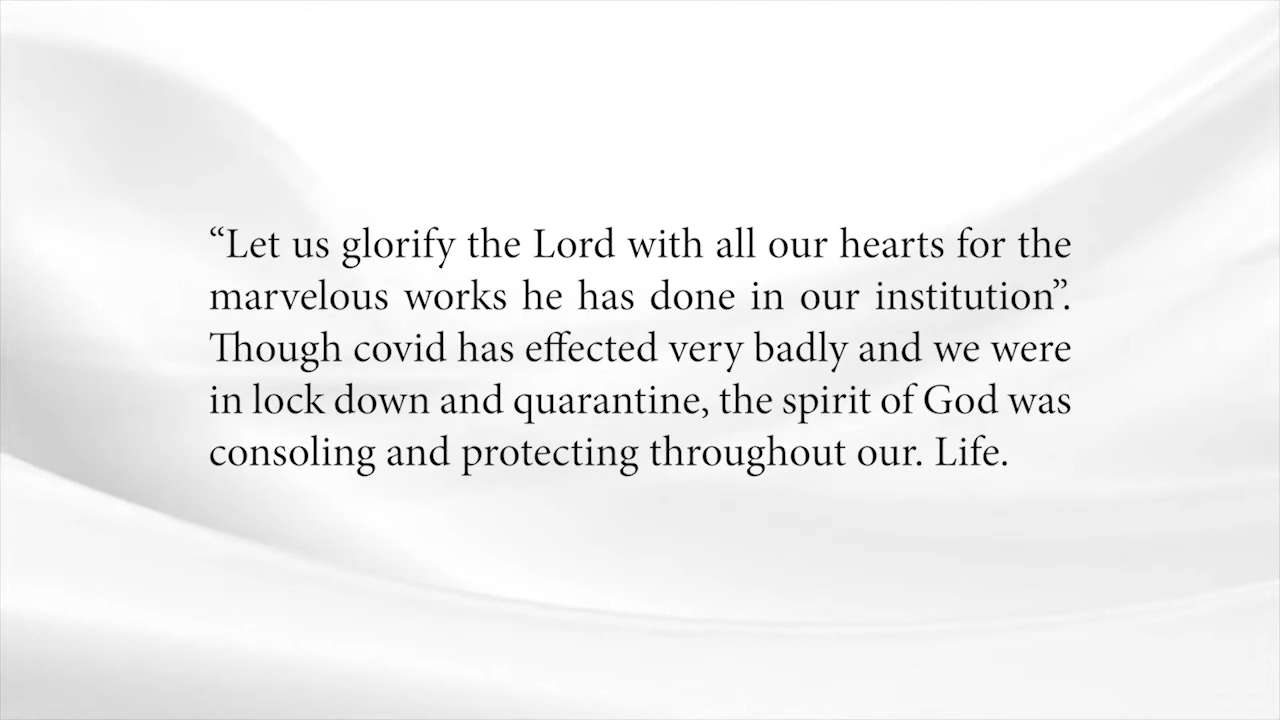 “Let us glorify the Lord with all our hearts for the
marvelous works he has done in our institution”.
Though covid has effected very badly and we were
in lock down and quarantine, the spirit of God was
consoling and protecting throughout our. Life.